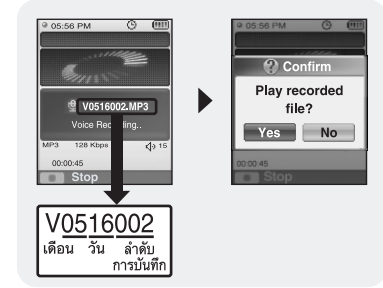 05:56 PM
V0516002.MP3
Voice Recording..
MP3 128 Kbps 15
00:00:45
Stop
V0516002
เดือน วัน ลำดับ
การบันทึก
05:56 PM
Confirm
Play recorded
file?
Yes No
00:00:45
Stop